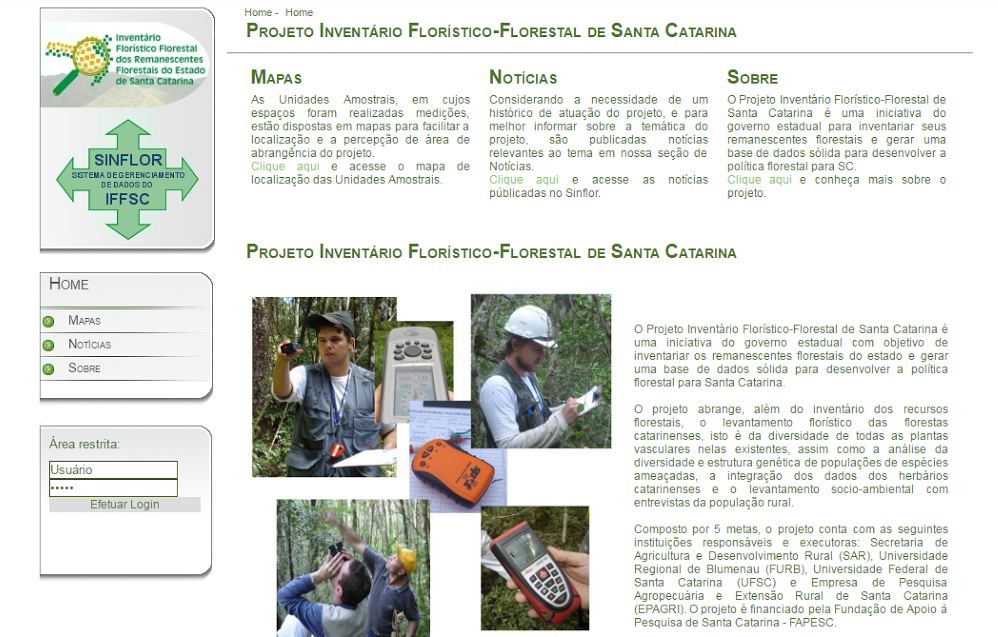 Home - Home
Projeto Inventário Florístico-Florestal de Santa Catarina
Inventário
Florístico Florestal
dos Remanescentes
Florestais do Estado
de Santa Catarina
SINFLOR
SISTEMA DE GERENCIAMENTO
DE DADOS DO
IFFSC
Home
Mapas
Notícias
Sobre
Área restrita:
Usuário
•••••
Efetuar Login
Mapas
As Unidades Amostrais, em cujos
espaços foram realizadas medições,
estão dispostas em mapas para facilitar a
localização e a percepção de área de
abrangência do projeto.
Clique aqui e acesse o mapa de
localização das Unidades Amostrais.
Notícias
Considerando a necessidade de um
histórico de atuação do projeto, e para
melhor informar sobre a temática do
projeto, são publicadas notícias
relevantes ao tema em nossa seção de
Notícias.
Clique aqui e acesse as notícias
públicadas no Sinflor.
Sobre
O Projeto Inventário Florístico-Florestal de
Santa Catarina é uma iniciativa do
governo estadual para inventariar seus
remanescentes florestais e gerar uma
base de dados sólida para desenvolver a
política florestal para SC.
Clique aqui e conheça mais sobre o
projeto.
Projeto Inventário Florístico-Florestal de Santa Catarina
O Projeto Inventário Florístico-Florestal de Santa Catarina é
uma iniciativa do governo estadual com objetivo de
inventariar os remanescentes florestais do estado e gerar
uma base de dados sólida para desenvolver a política
florestal para Santa Catarina.
O projeto abrange, além do inventário dos recursos
florestais, o levantamento florístico das florestas
catarinenses, isto é da diversidade de todas as plantas
vasculares nelas existentes, assim como a análise da
diversidade e estrutura genética de populações de espécies
ameaçadas, a integração dos dados dos herbários
catarinenses e o levantamento socio-ambiental com
entrevistas da população rural.
Composto por 5 metas, o projeto conta com as seguintes
instituições responsáveis e executoras: Secretaria de
Agricultura e Desenvolvimento Rural (SAR), Universidade
Regional de Blumenau (FURB), Universidade Federal de
Santa Catarina (UFSC) e Empresa de Pesquisa
Agropecuária e Extensão Rural de Santa Catarina
(EPAGRI). O projeto é financiado pela Fundação de Apoio á
Pesquisa de Santa Catarina - FAPESC.